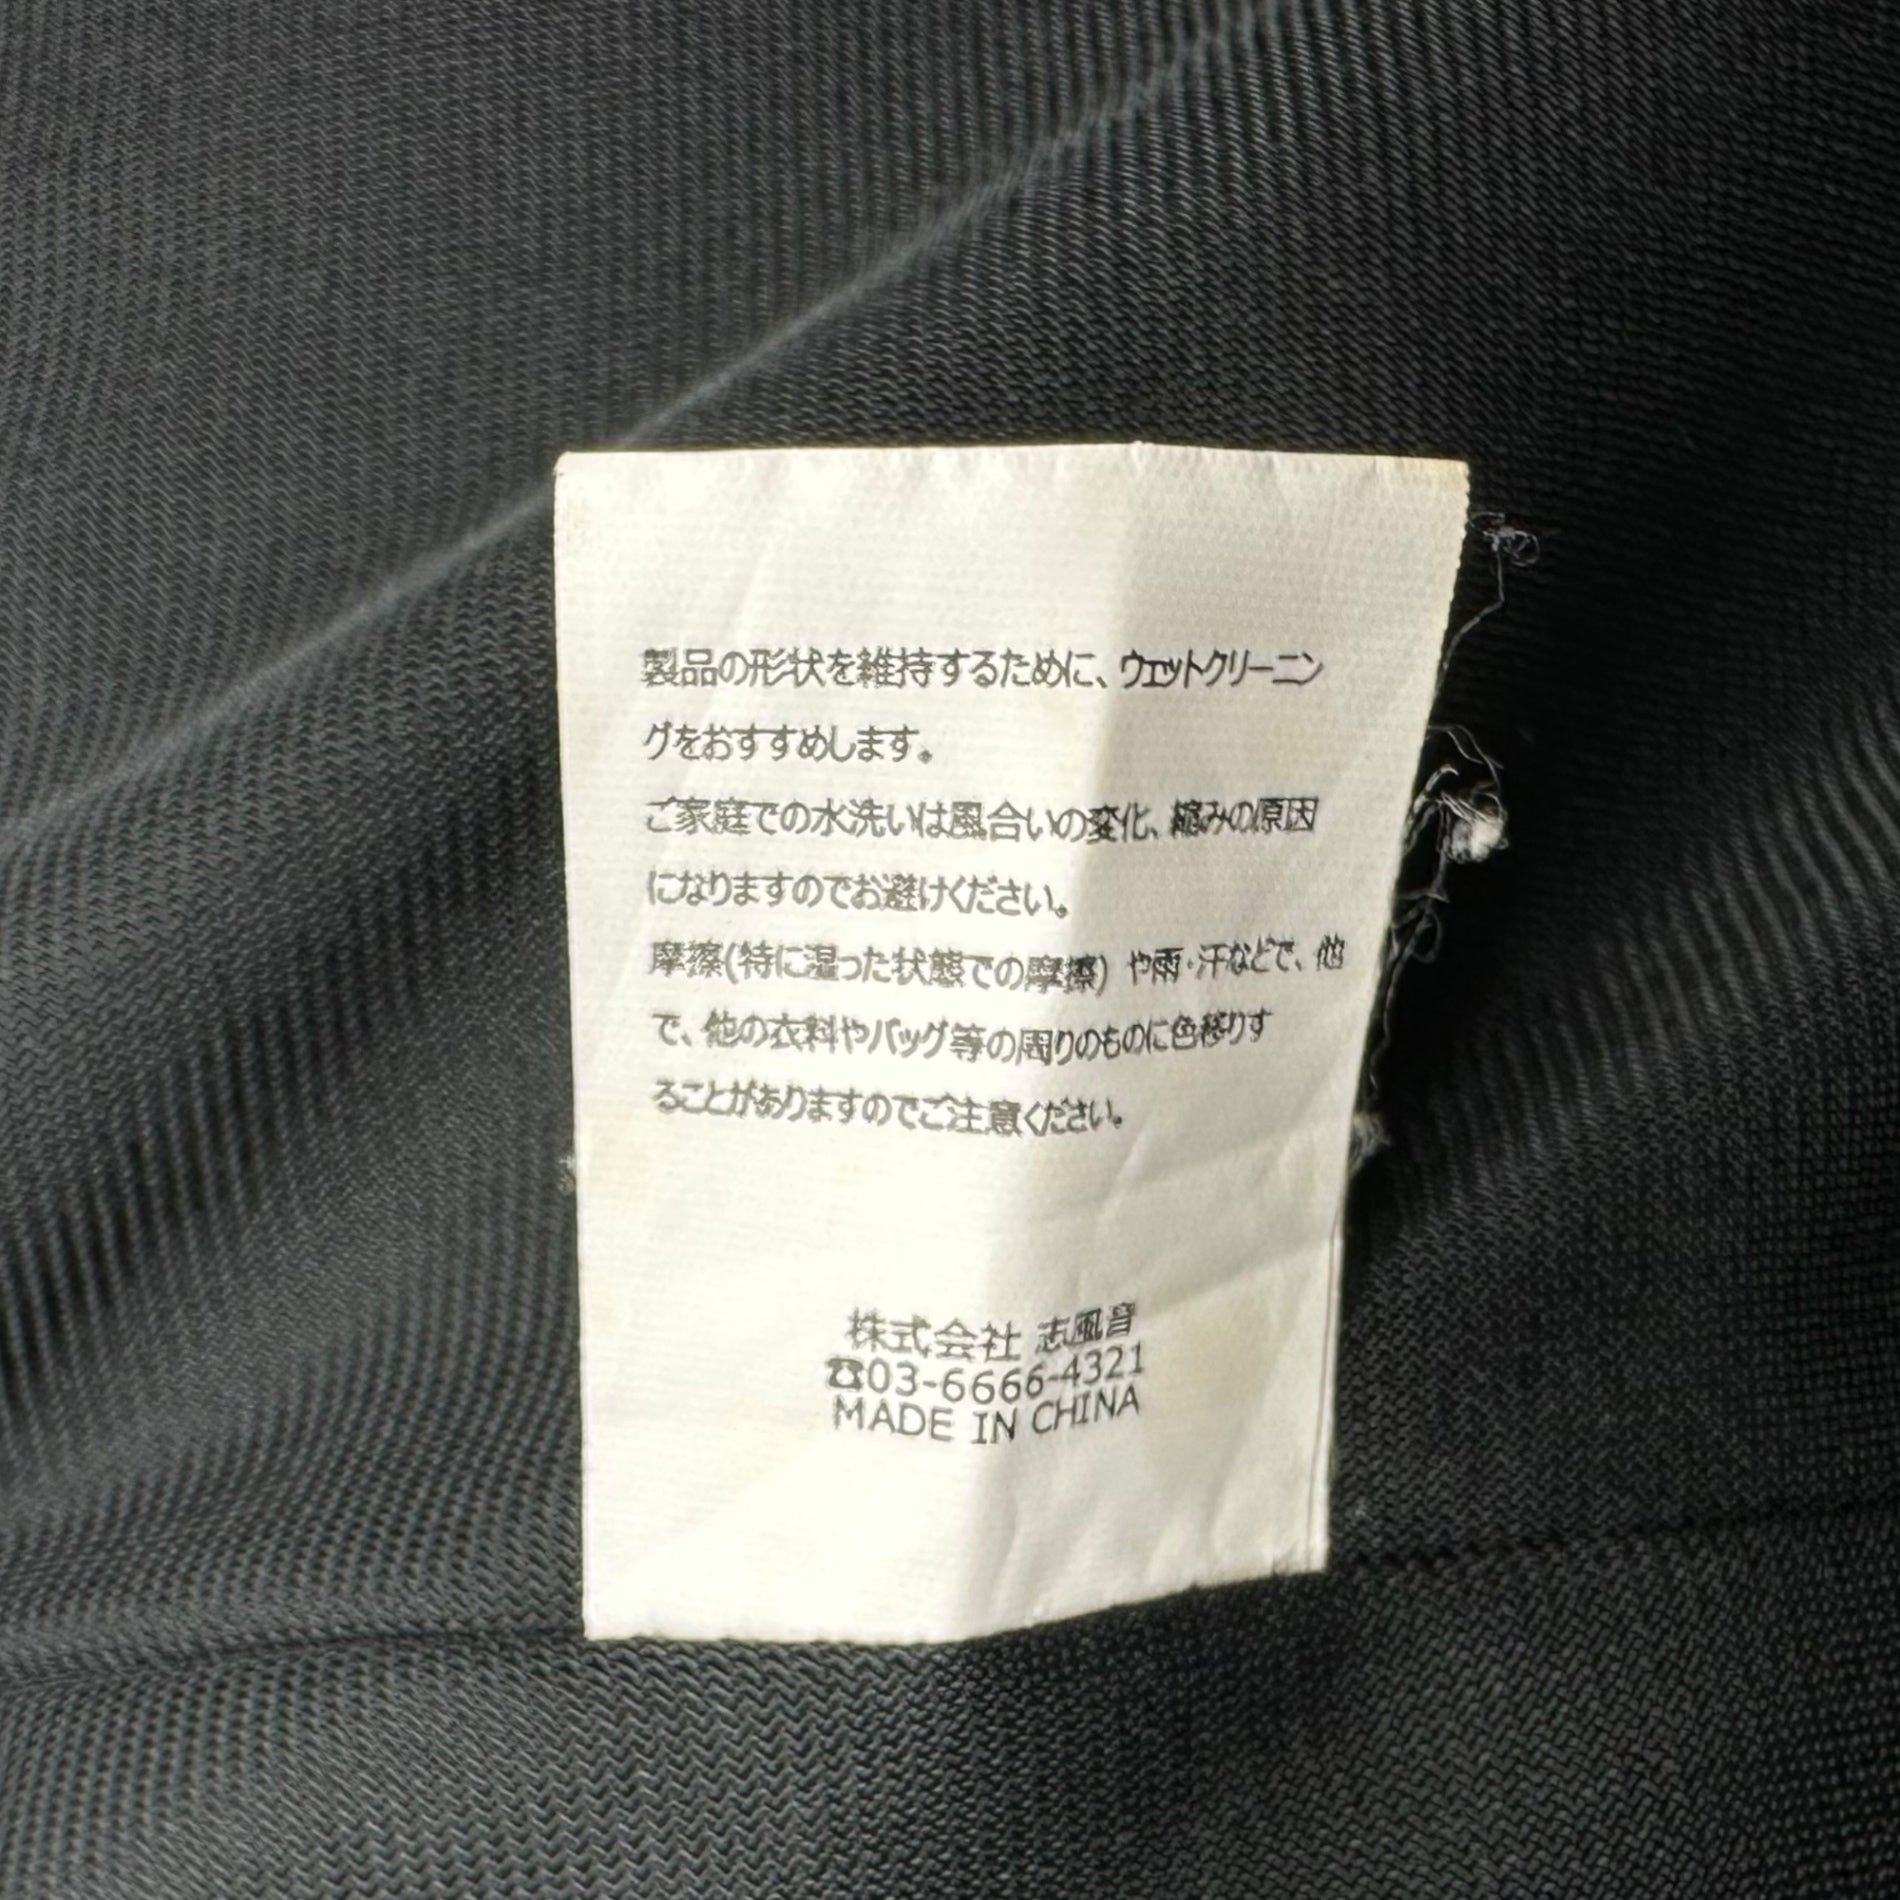 製品の形状を維持するために、ウェットクリーニン
グをおすすめします。
ご家庭での水洗いは風合いの変化、縮みの原因
になりますのでお避けください。
摩擦(特に湿った状態での摩擦) や雨・汗などで、他
で、他の衣料やバッグ等の周りのものに色移りす
ることがありますのでご注意ください。
株式会社 志風音
☎03-6666-4321
MADE IN CHINA